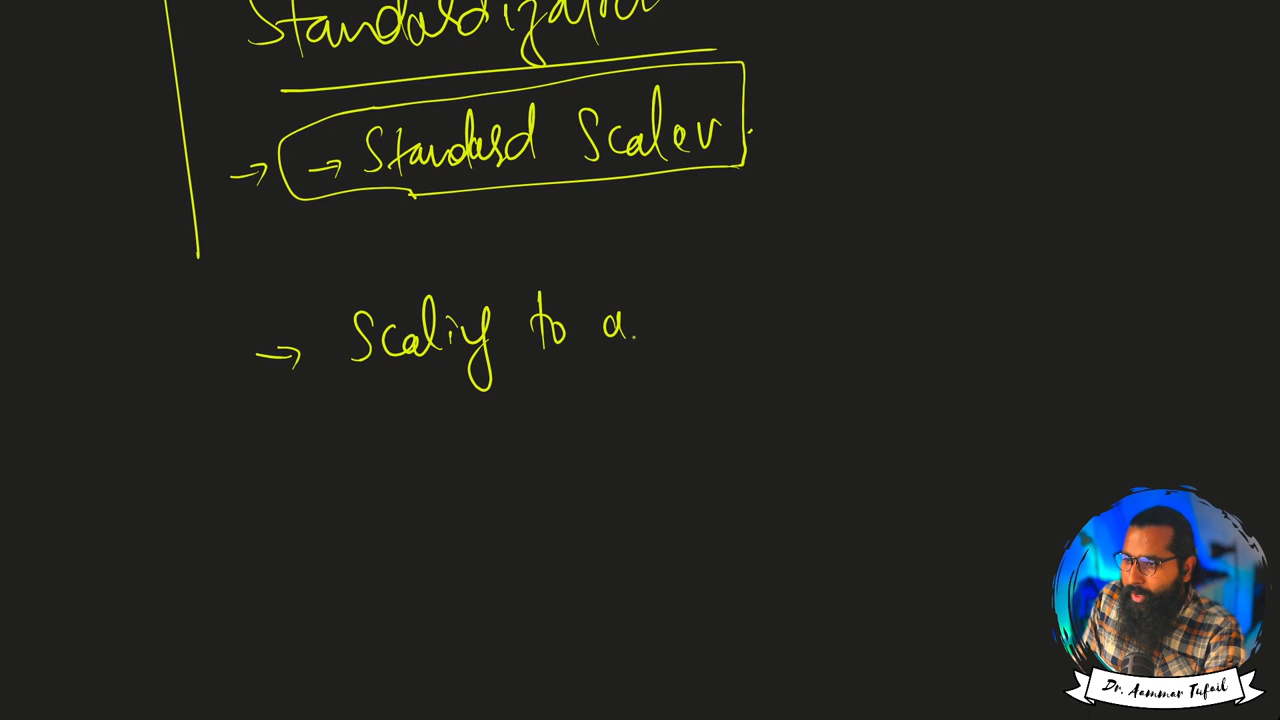 Standardization
→ → Standard Scaler
→ Scaling to a
Dr. Aammar Tufail